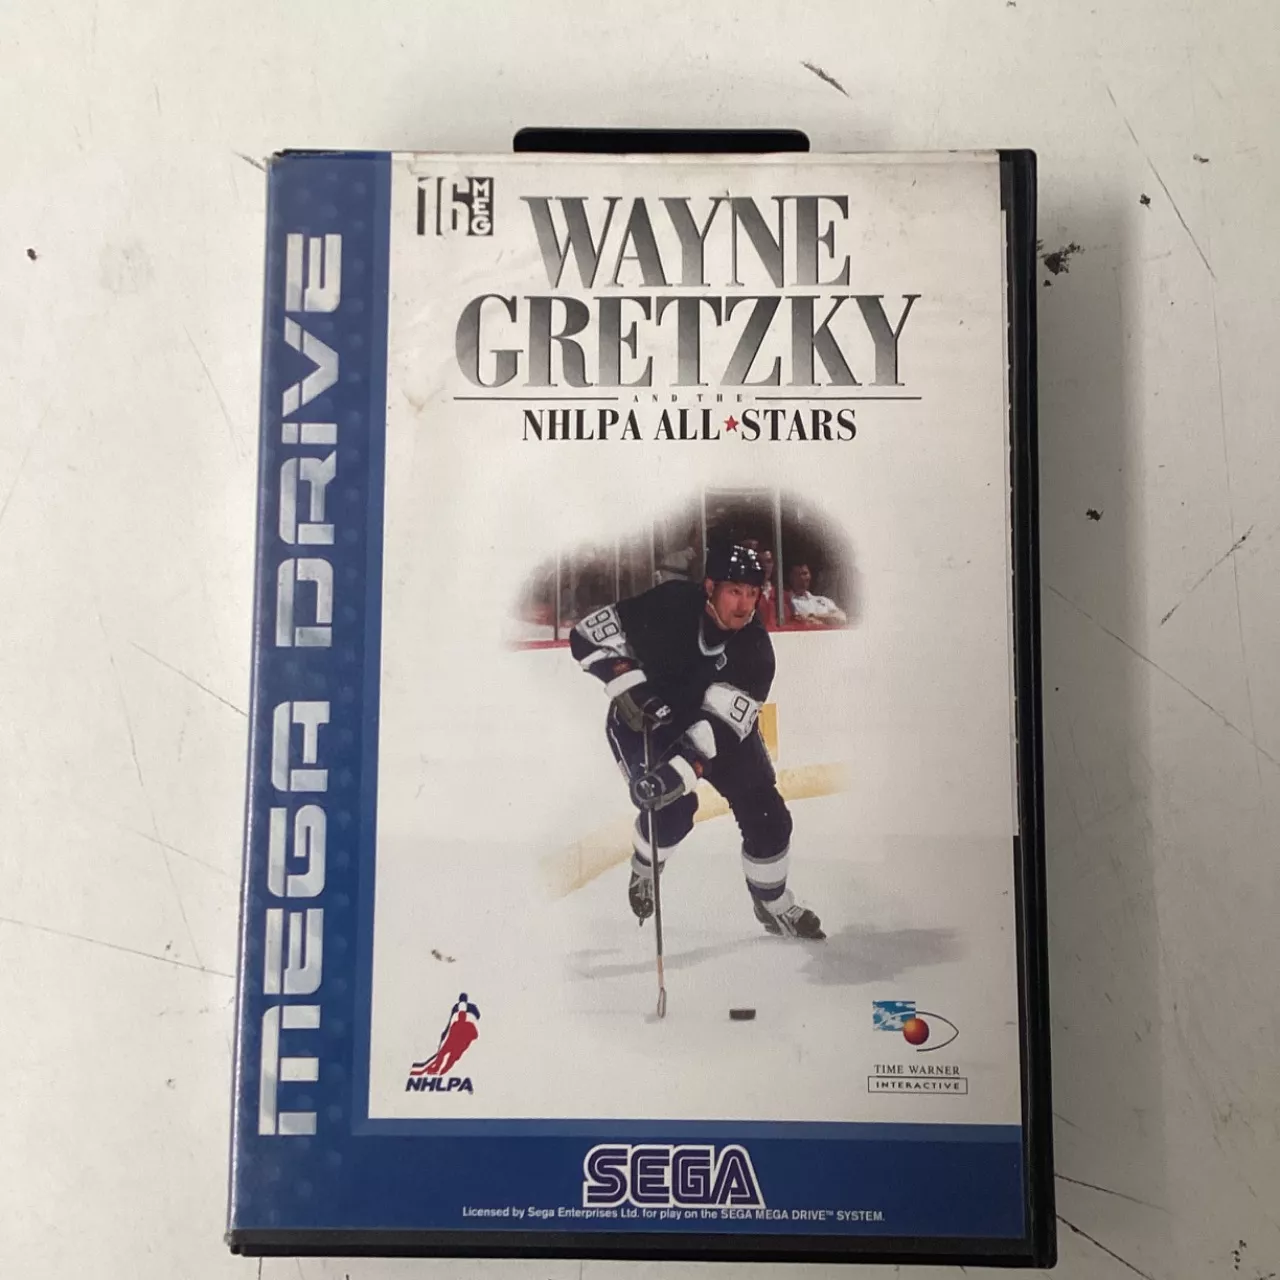 MEGA DRIVE
16 MEG
WAYNE
GRETZKY
AND THE
NHLPA ALL★STARS
99
99
NHLPA
TIME WARNER
INTERACTIVE
SEGA
Licensed by Sega Enterprises Ltd. for play on the SEGA MEGA DRIVE™ SYSTEM.